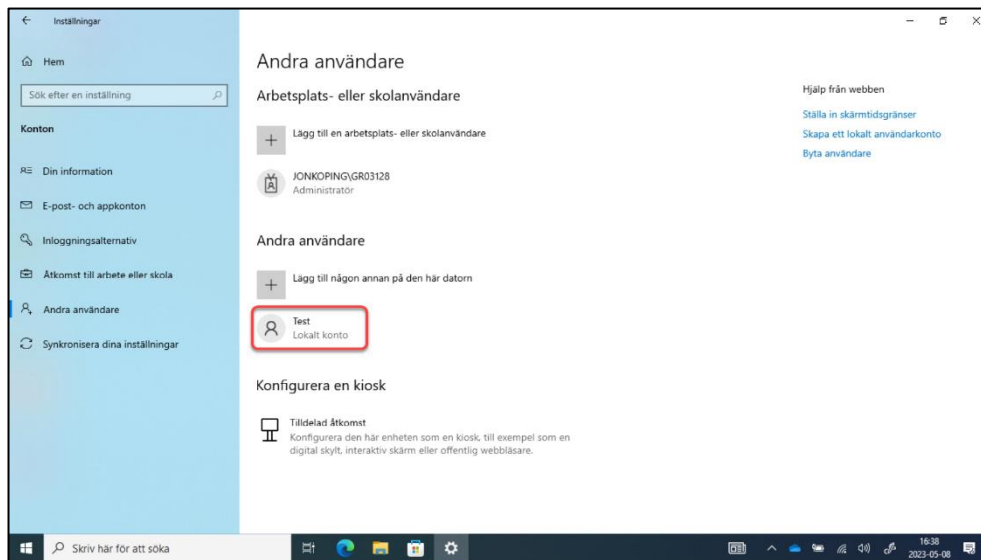 Inställningar
Hem
Sök efter en inställning
Konton
Din information
E-post- och appkonton
Inloggningsalternativ
Åtkomst till arbete eller skola
Andra användare
Synkronisera dina inställningar
Andra användare
Arbetsplats- eller skolanvändare
Lägg till en arbetsplats- eller skolanvändare
JONKOPING\GR03128
Administratör
Andra användare
Lägg till någon annan på den här datorn
Test
Lokalt konto
Konfigurera en kiosk
Tilldelad åtkomst
Konfigurera den här enheten som en kiosk, till exempel som en
digital skylt, interaktiv skärm eller offentlig webbläsare.
Hjälp från webben
Ställa in skärmtidsgränser
Skapa ett lokalt användarkonto
Byta användare
Skriv här för att söka
16:38
2023-05-08